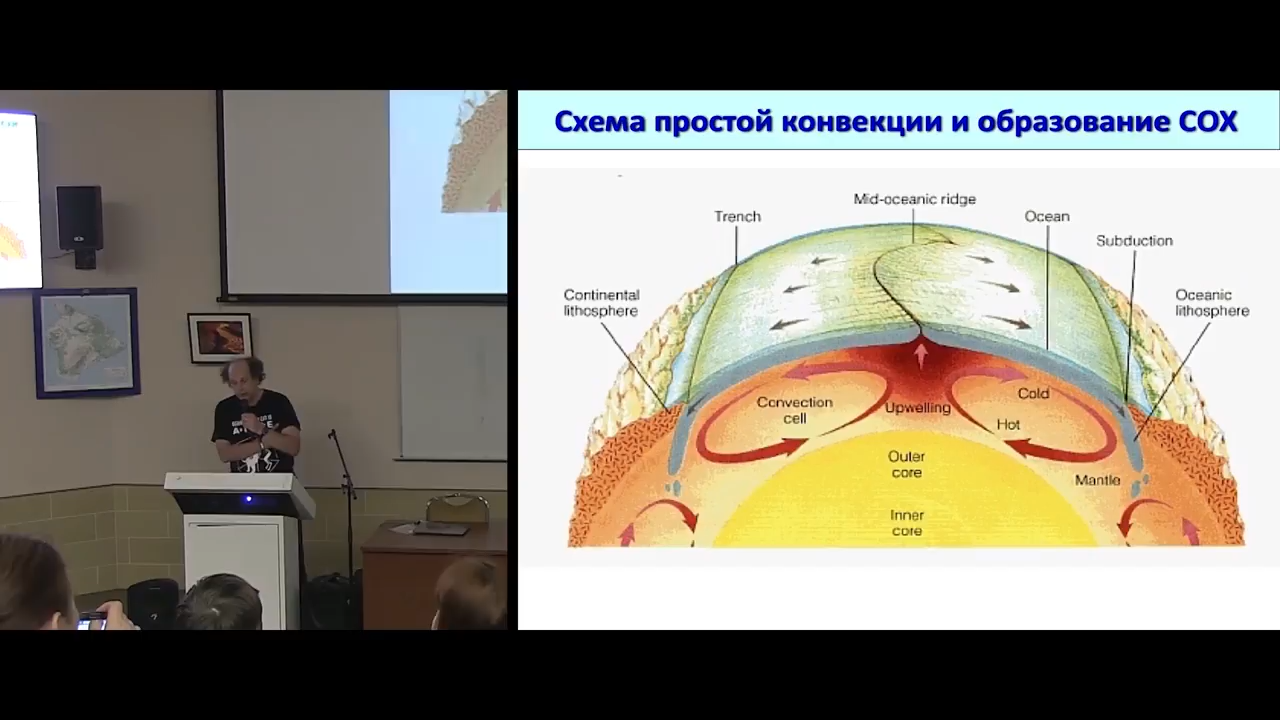 Схема простой конвекции и образование СОХ
Mid-oceanic ridge
Trench
Ocean
Subduction
Continental
lithosphere
Oceanic
lithosphere
Convection
cell
Upwelling
Cold
Hot
Outer
core
Mantle
Inner
core